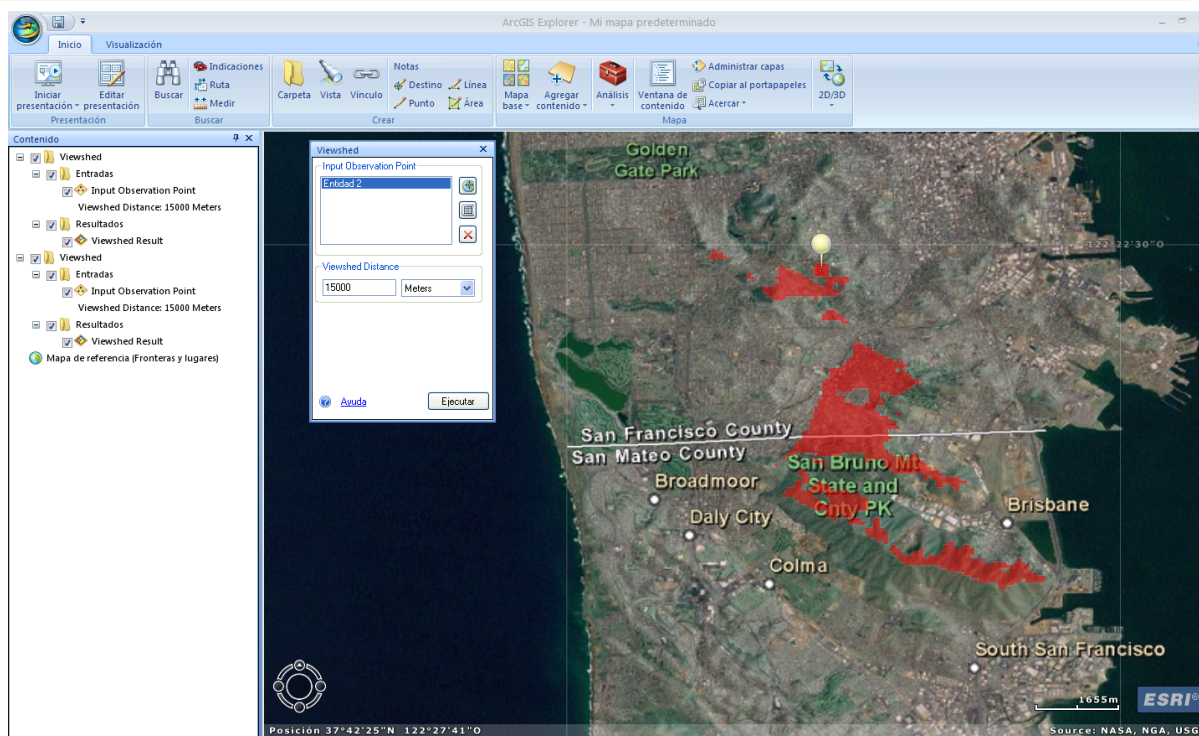 ArcGIS Explorer - Mi mapa predeterminado
Inicio
Visualización
Iniciar presentación
Editar presentación
Presentación
Buscar
Indicaciones
Ruta
Medir
Buscar
Carpeta
Vista
Vínculo
Notas
Destino
Línea
Punto
Área
Crear
Mapa base
Agregar contenido
Análisis
Ventana de contenido
Administrar capas
Copiar al portapapeles
Acercar
2D/3D
Mapa
Contenido
Viewshed
Entradas
Input Observation Point
Viewshed Distance: 15000 Meters
Resultados
Viewshed Result
Viewshed
Entradas
Input Observation Point
Viewshed Distance: 15000 Meters
Resultados
Viewshed Result
Mapa de referencia (Fronteras y lugares)
Viewshed
Input Observation Point
Entidad 2
Viewshed Distance
15000
Meters
Ayuda
Ejecutar
Golden
Gate Park
122°22'30"O
San Francisco County
San Mateo County
San Bruno Mt
State and
Cnty PK
Broadmoor
Daly City
Brisbane
Colma
South San Francisco
1655m
ESRI®
Posición 37°42'25"N 122°27'41"O
Source: NASA, NGA, USG